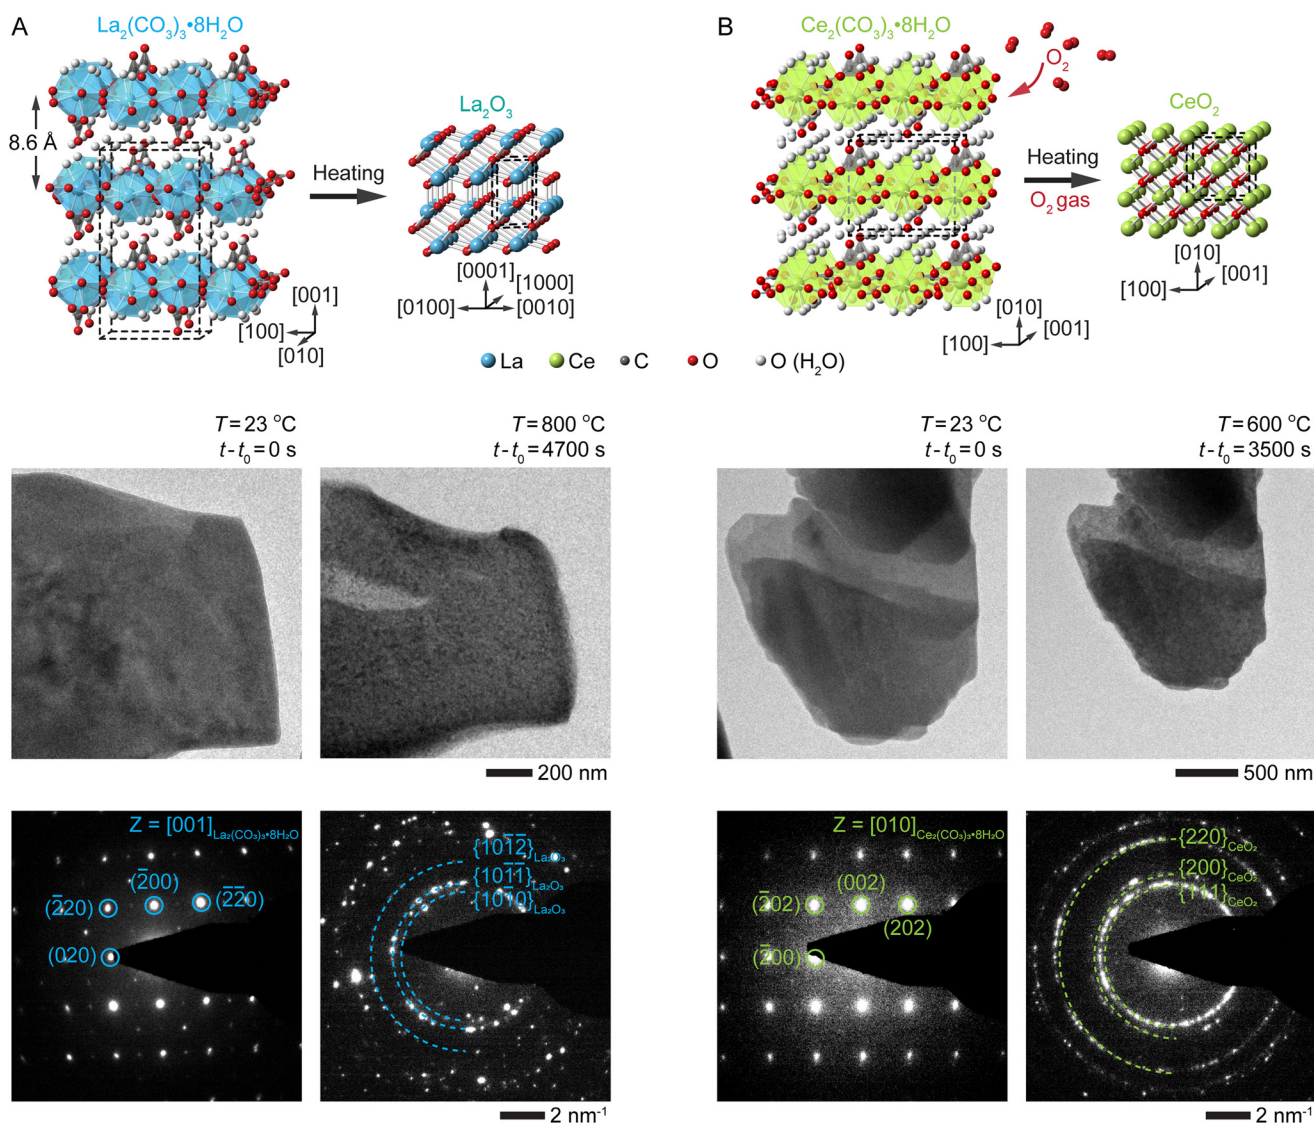 A
La₂(CO₃)₃•8H₂O
8.6 Å
Heating
La₂O₃
[001]
[100]
[010]
[0001]
[1000]
[0100]
[0010]
B
Ce₂(CO₃)₃•8H₂O
O₂
Heating
O₂ gas
CeO₂
[010]
[001]
[100]
[010]
[001]
[100]
La
Ce
C
O
O (H₂O)
T = 23 °C
t - t₀ = 0 s
T = 800 °C
t - t₀ = 4700 s
200 nm
T = 23 °C
t - t₀ = 0 s
T = 600 °C
t - t₀ = 3500 s
500 nm
Z = [001]La₂(CO₃)₃•8H₂O
(2̅00)
(2̅20)
(2̅2̅0)
(020)
{101̅2̅}La₂O₃
{101̅1̅}La₂O₃
{101̅0}La₂O₃
2 nm⁻¹
Z = [010]Ce₂(CO₃)₃•8H₂O
(2̅02)
(002)
(202)
(2̅00)
{220}CeO₂
{200}CeO₂
{111}CeO₂
2 nm⁻¹